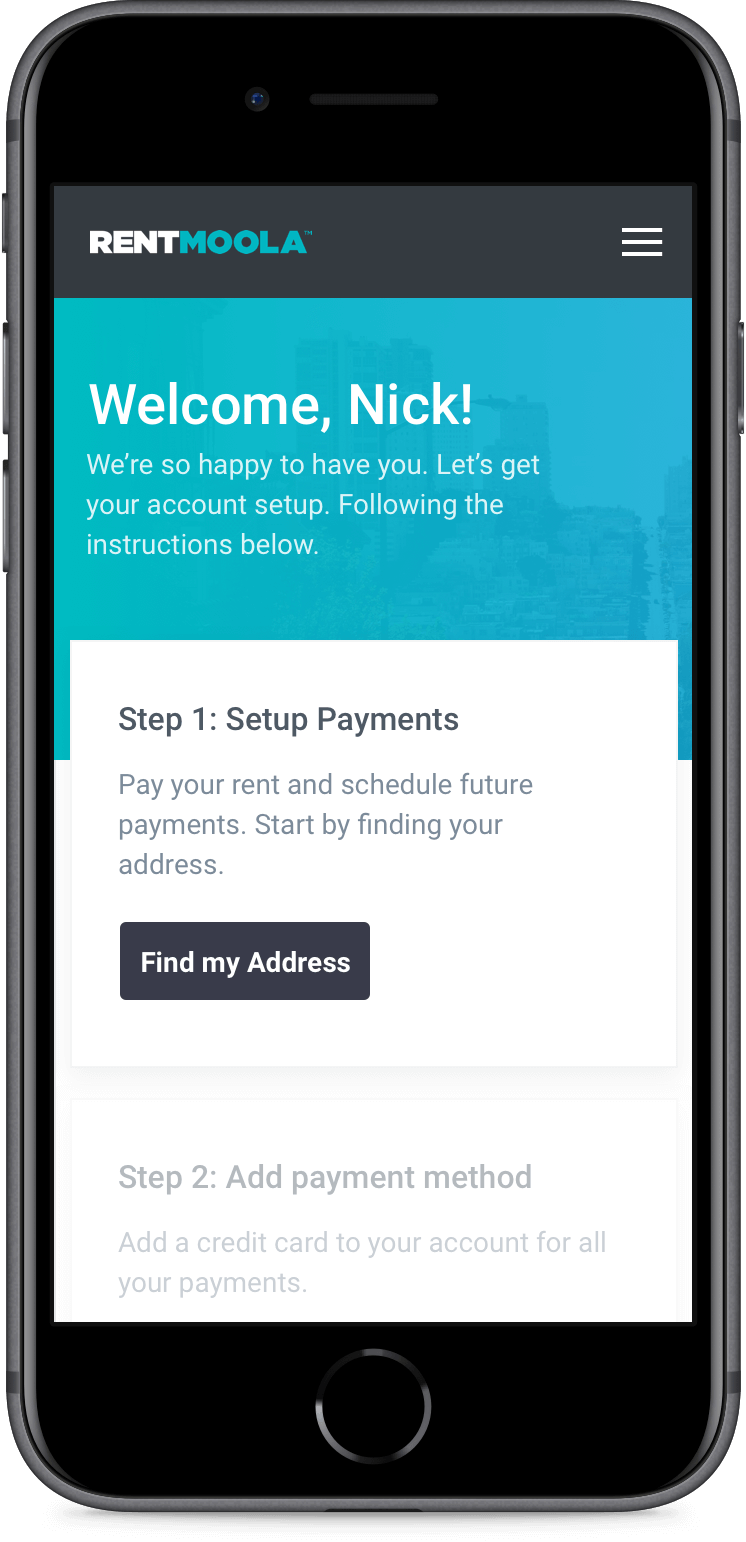 RENTMOOLA™
Welcome, Nick!
We’re so happy to have you. Let’s get
your account setup. Following the
instructions below.
Step 1: Setup Payments
Pay your rent and schedule future
payments. Start by finding your
address.
Find my Address
Step 2: Add payment method
Add a credit card to your account for all
your payments.